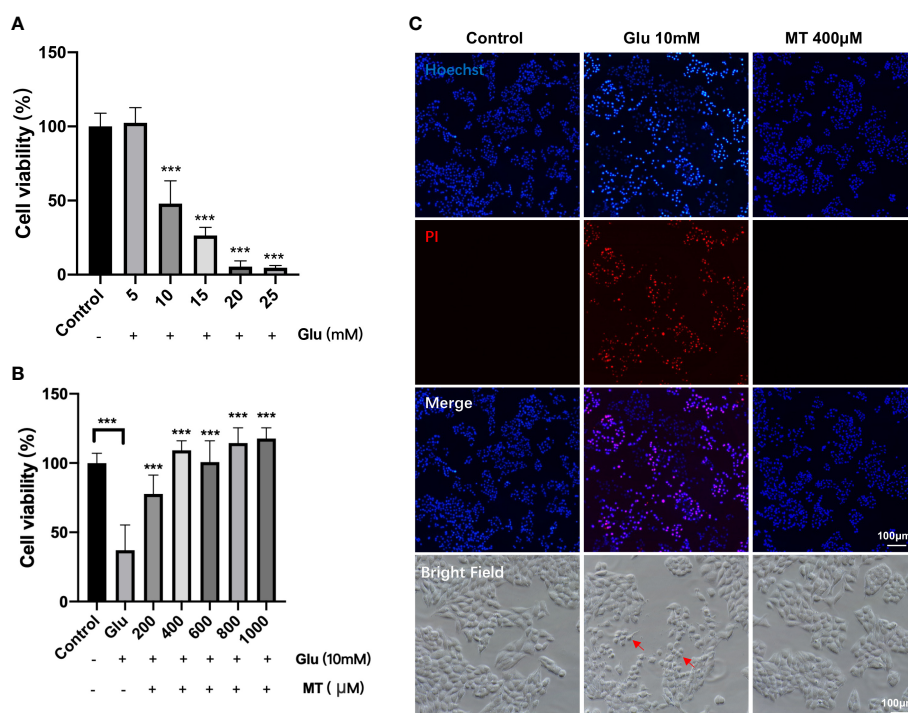 A
150
100
50
0
Cell viability (%)
***
***
***
***
Control
5
10
15
20
25
-
+
+
+
+
+
Glu (mM)
B
150
100
50
0
Cell viability (%)
***
***
***
***
***
***
Control
Glu
200
400
600
800
1000
-
+
+
+
+
+
+
Glu (10mM)
-
-
+
+
+
+
+
MT ( μM)
C
Control
Glu 10mM
MT 400μM
Hoechst
PI
Merge
100μm
Bright Field
100μm